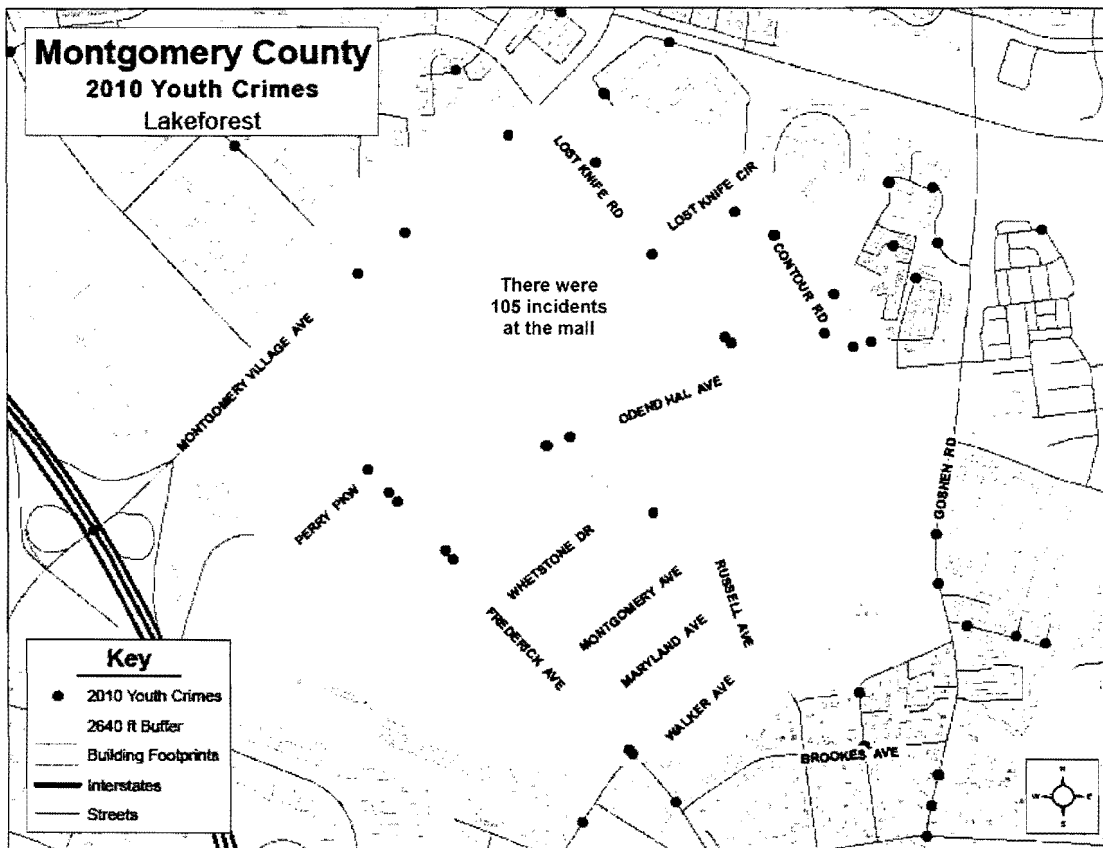 Montgomery County
2010 Youth Crimes
Lakeforest
LOST KNIFE RD
LOST KNIFE CIR
CONTOUR RD
There were
105 incidents
at the mall
MONTGOMERY VILLAGE AVE
ODEND HAL AVE
GOSHEN RD
PERRY PKW
WHETSTONE DR
MONTGOMERY AVE
RUSSELL AVE
FREDERICK AVE
MARYLAND AVE
WALKER AVE
BROOKES AVE
Key
2010 Youth Crimes
2640 ft Buffer
Building Footprints
Interstates
Streets
N
W
E
S